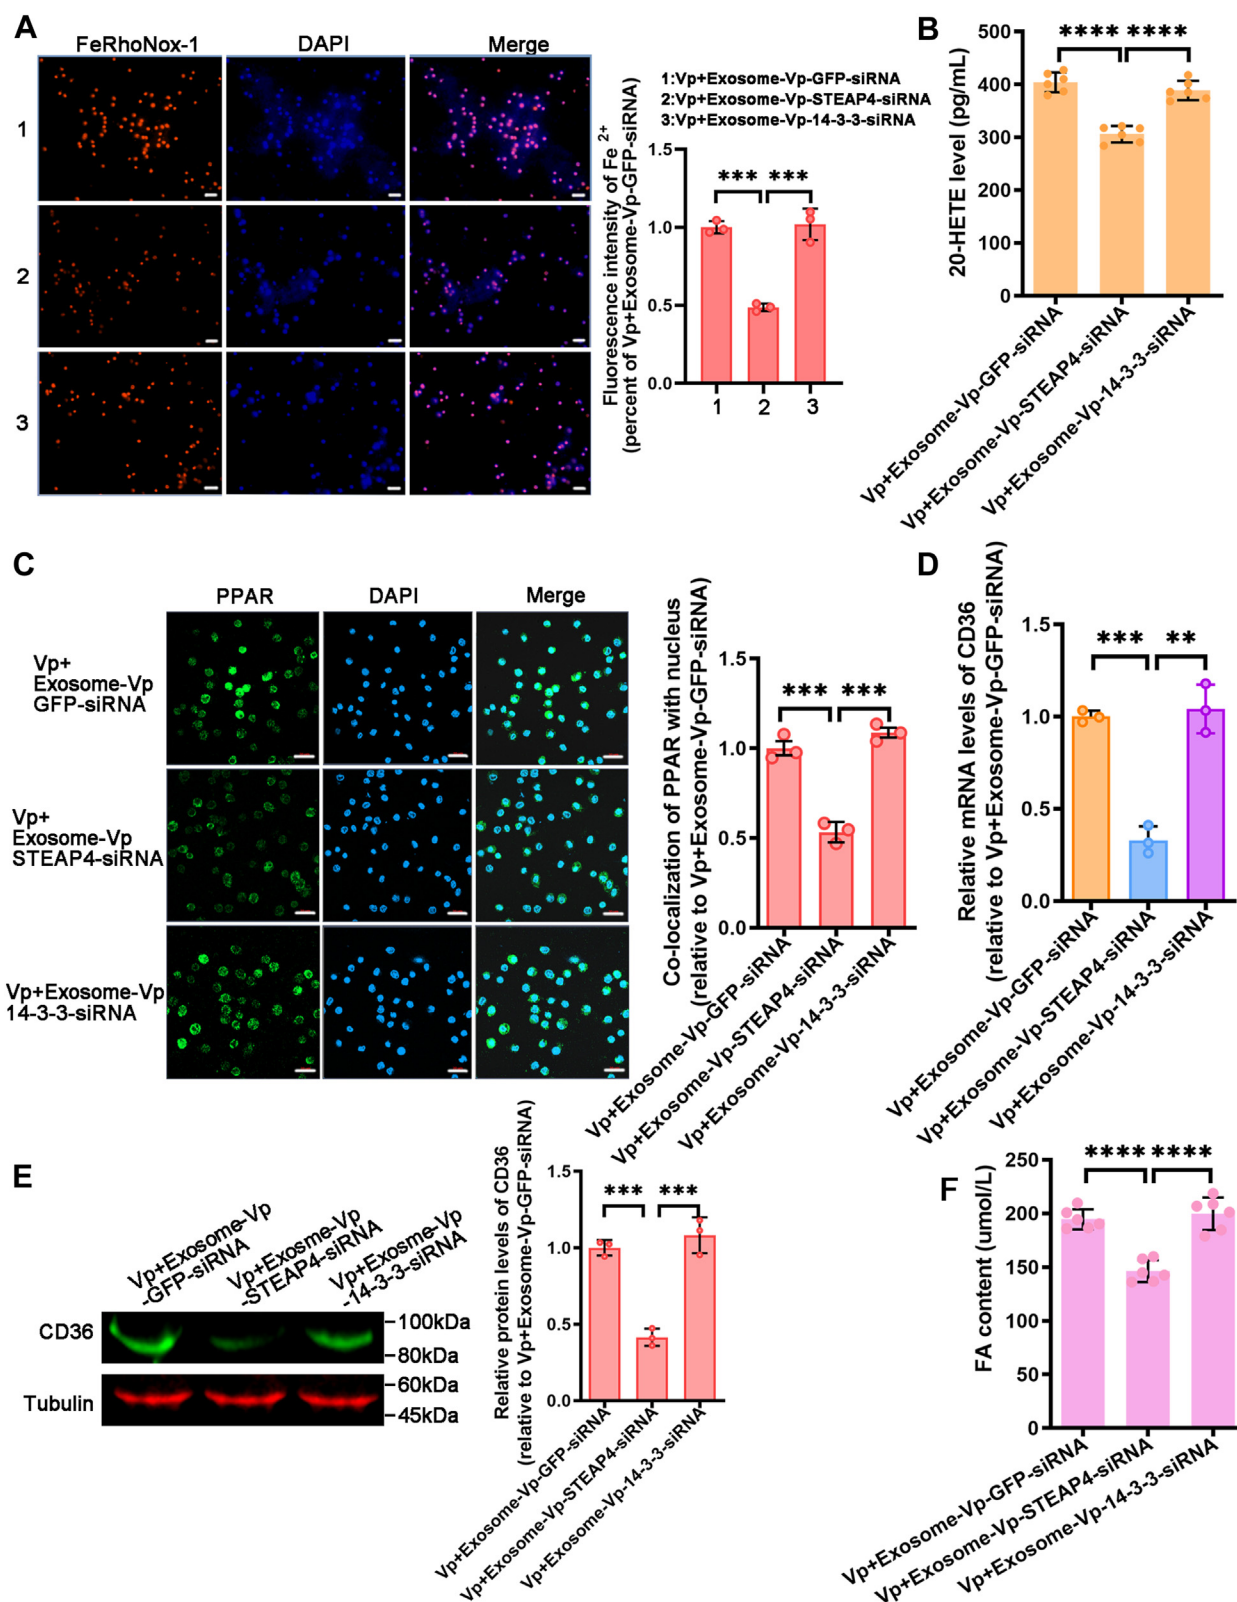 A
FeRhoNox-1
DAPI
Merge
1
2
3
1:Vp+Exosome-Vp-GFP-siRNA
2:Vp+Exosome-Vp-STEAP4-siRNA
3:Vp+Exosome-Vp-14-3-3-siRNA
Fluorescence intensity of Fe2+
(percent of Vp+Exosome-Vp-GFP-siRNA)
1.5
1.0
0.5
0.0
*** ***
1 2 3
B
20-HETE level (pg/mL)
500
400
300
200
100
0
**** ****
Vp+Exosome-Vp-GFP-siRNA
Vp+Exosome-Vp-STEAP4-siRNA
Vp+Exosome-Vp-14-3-3-siRNA
C
PPAR
DAPI
Merge
Vp+
Exosome-Vp
GFP-siRNA
Vp+
Exosome-Vp
STEAP4-siRNA
Vp+Exosome-Vp
14-3-3-siRNA
Co-localization of PPAR with nucleus
(relative to Vp+Exosome-Vp-GFP-siRNA)
1.5
1.0
0.5
0.0
*** ***
Vp+Exosome-Vp-GFP-siRNA
Vp+Exosome-Vp-STEAP4-siRNA
Vp+Exosome-Vp-14-3-3-siRNA
D
Relative mRNA levels of CD36
(relative to Vp+Exosome-Vp-GFP-siRNA)
1.5
1.0
0.5
0.0
*** **
Vp+Exosome-Vp-GFP-siRNA
Vp+Exosome-Vp-STEAP4-siRNA
Vp+Exosome-Vp-14-3-3-siRNA
E
Vp+Exosome-Vp
-GFP-siRNA
Vp+Exosme-Vp
-STEAP4-siRNA
Vp+Exosme-Vp
-14-3-3-siRNA
CD36
Tubulin
100kDa
80kDa
60kDa
45kDa
Relative protein levels of CD36
(relative to Vp+Exosome-Vp-GFP-siRNA)
1.5
1.0
0.5
0.0
*** ***
Vp+Exosome-Vp-GFP-siRNA
Vp+Exosome-Vp-STEAP4-siRNA
Vp+Exosome-Vp-14-3-3-siRNA
F
FA content (umol/L)
250
200
150
100
50
0
**** ****
Vp+Exosome-Vp-GFP-siRNA
Vp+Exosome-Vp-STEAP4-siRNA
Vp+Exosome-Vp-14-3-3-siRNA